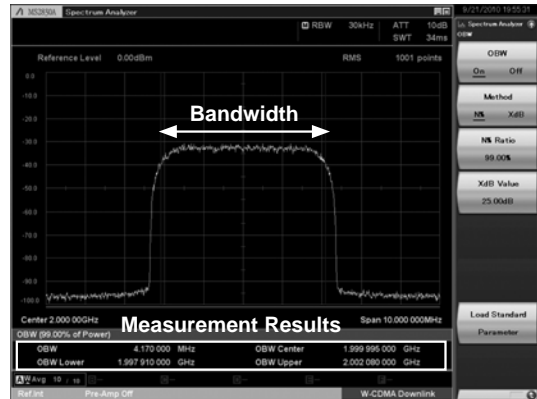 MS2830A Spectrum Analyzer
9/21/2010 19:55:31
RBW 30kHz ATT 10dB
SWT 34ms
Reference Level 0.00dBm RMS 1001 points
Spectrum Analyzer
OBW
OBW
On Off
Method
N% XdB
N% Ratio
99.00%
XdB Value
25.00dB
Load Standard
Parameter
0.0
-10.0
-20.0
-30.0
-40.0
-50.0
-60.0
-70.0
-80.0
-90.0
-100.0
Bandwidth
Center 2.000 00GHz Span 10.000 000MHz
Measurement Results
OBW (99.00% of Power)
OBW 4.170 000 MHz OBW Center 1.999 995 000 GHz
OBW Lower 1.997 910 000 GHz OBW Upper 2.002 080 000 GHz
Avg 10 / 10
Ref.Int Pre-Amp Off W-CDMA Downlink